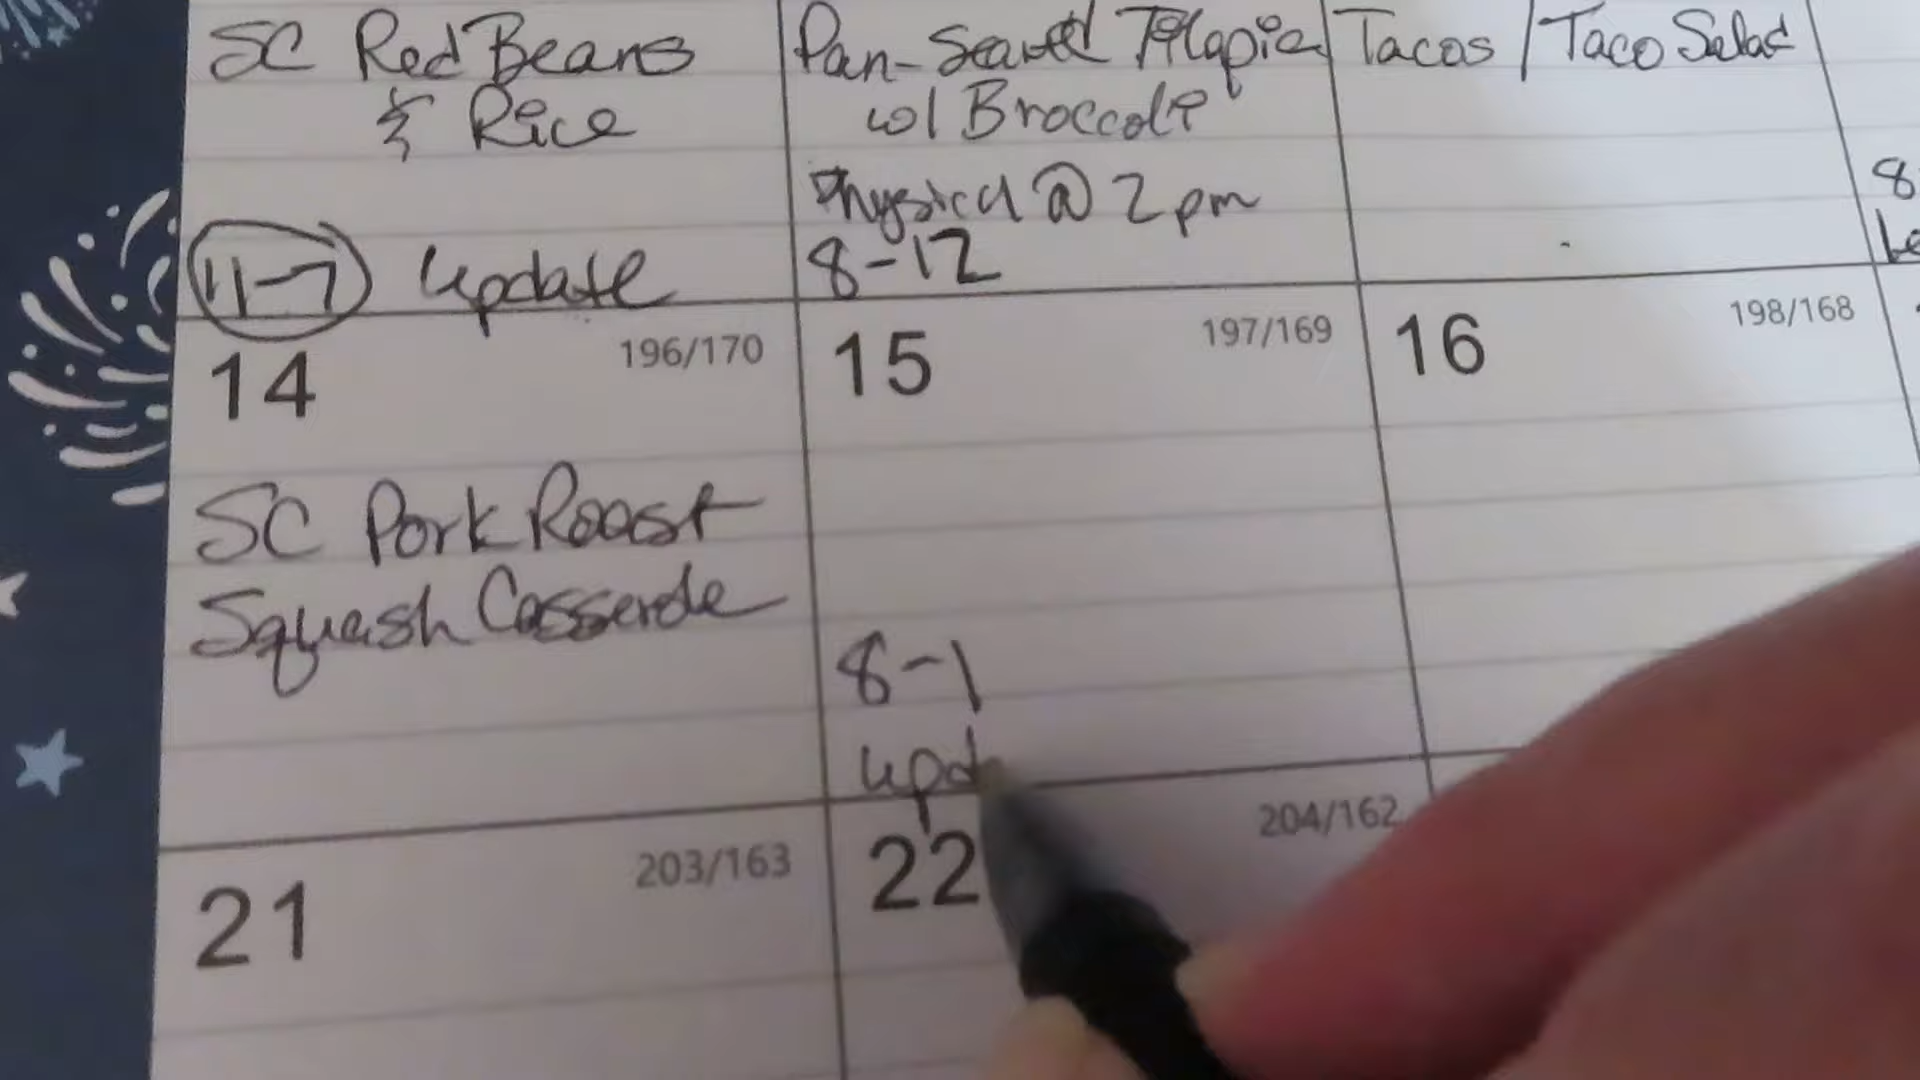 SC Red Beans
& Rice
11-7 update
Pan-Seared Tilapia
w/ Broccoli
Physical @ 2pm
8-12
Tacos / Taco Salad
8
14 196/170
SC Pork Roast
Squash Casserole
15 197/169
8-1
upd
16 198/168
21 203/163
22 204/162